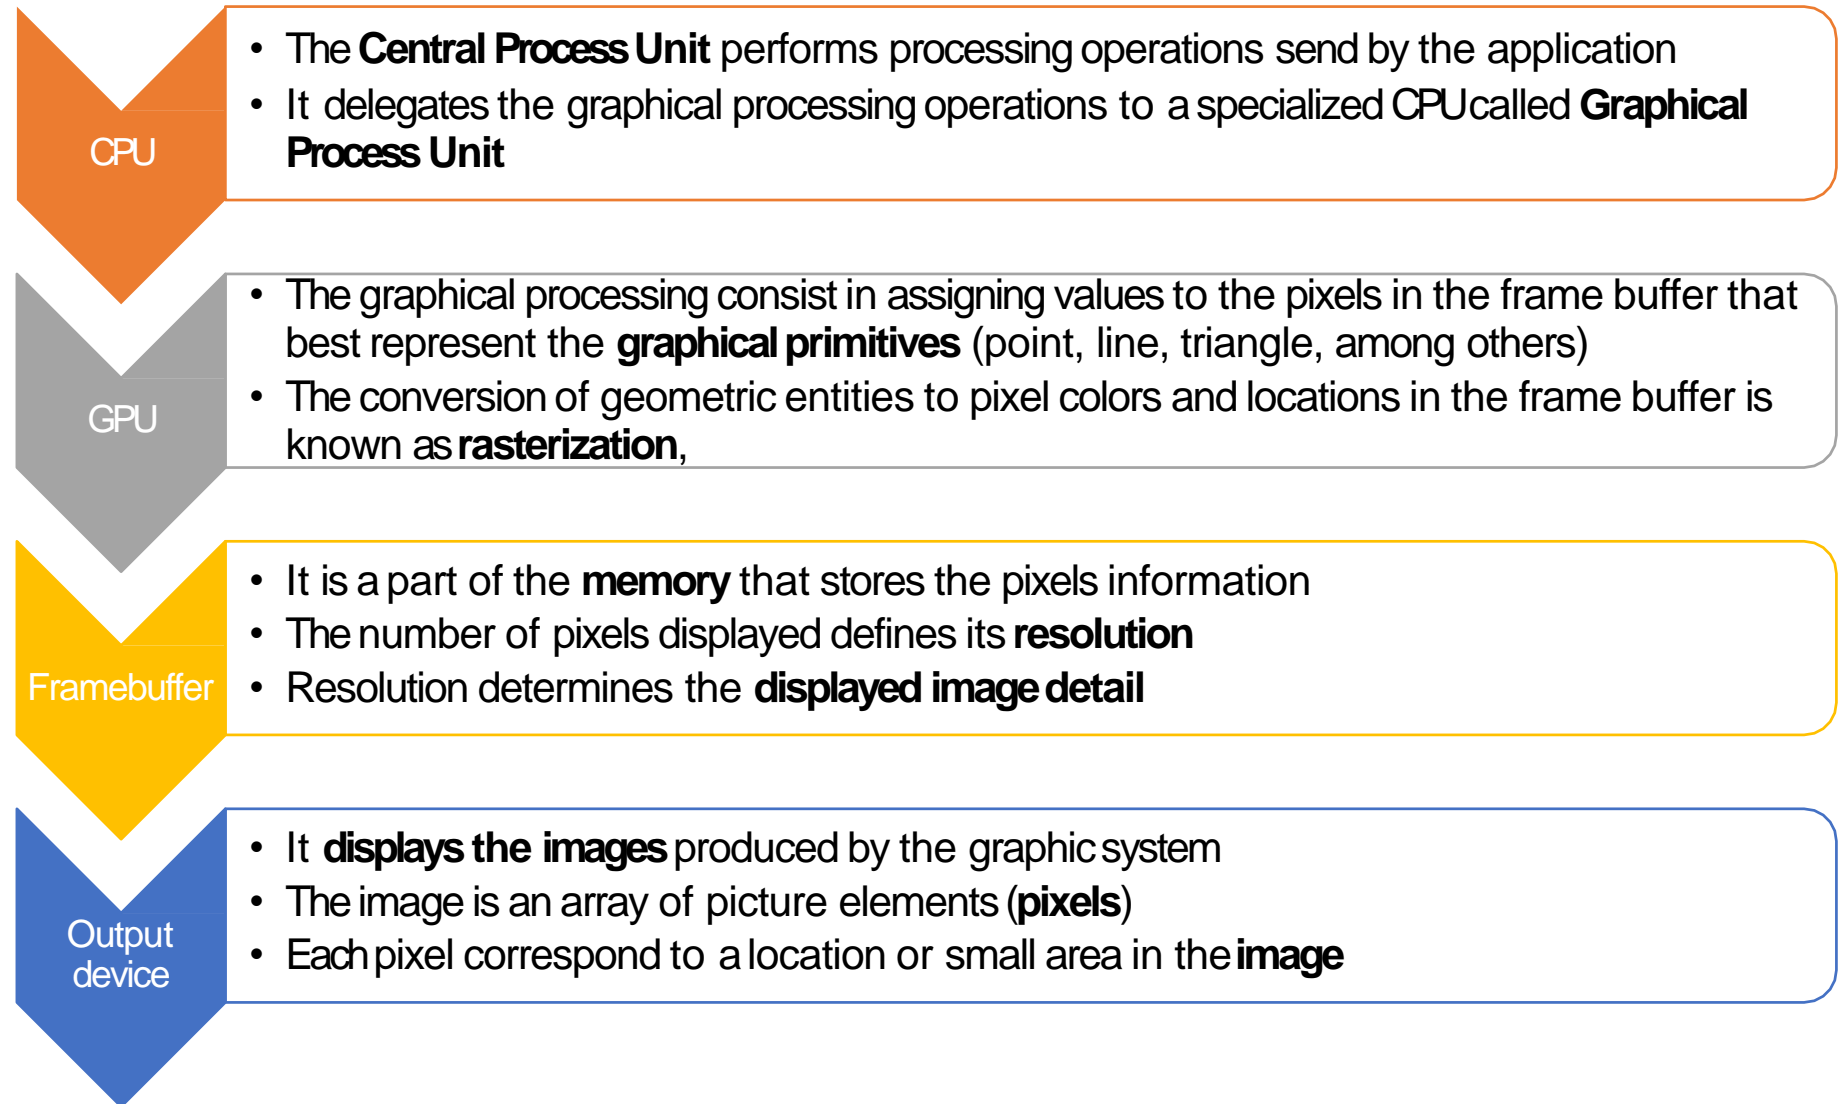 CPU
• The Central Process Unit performs processing operations send by the application
• It delegates the graphical processing operations to a specialized CPU called Graphical
Process Unit
GPU
• The graphical processing consist in assigning values to the pixels in the frame buffer that
best represent the graphical primitives (point, line, triangle, among others)
• The conversion of geometric entities to pixel colors and locations in the frame buffer is
known as rasterization,
Framebuffer
• It is a part of the memory that stores the pixels information
• The number of pixels displayed defines its resolution
• Resolution determines the displayed image detail
Output
device
• It displays the images produced by the graphic system
• The image is an array of picture elements (pixels)
• Each pixel correspond to a location or small area in the image